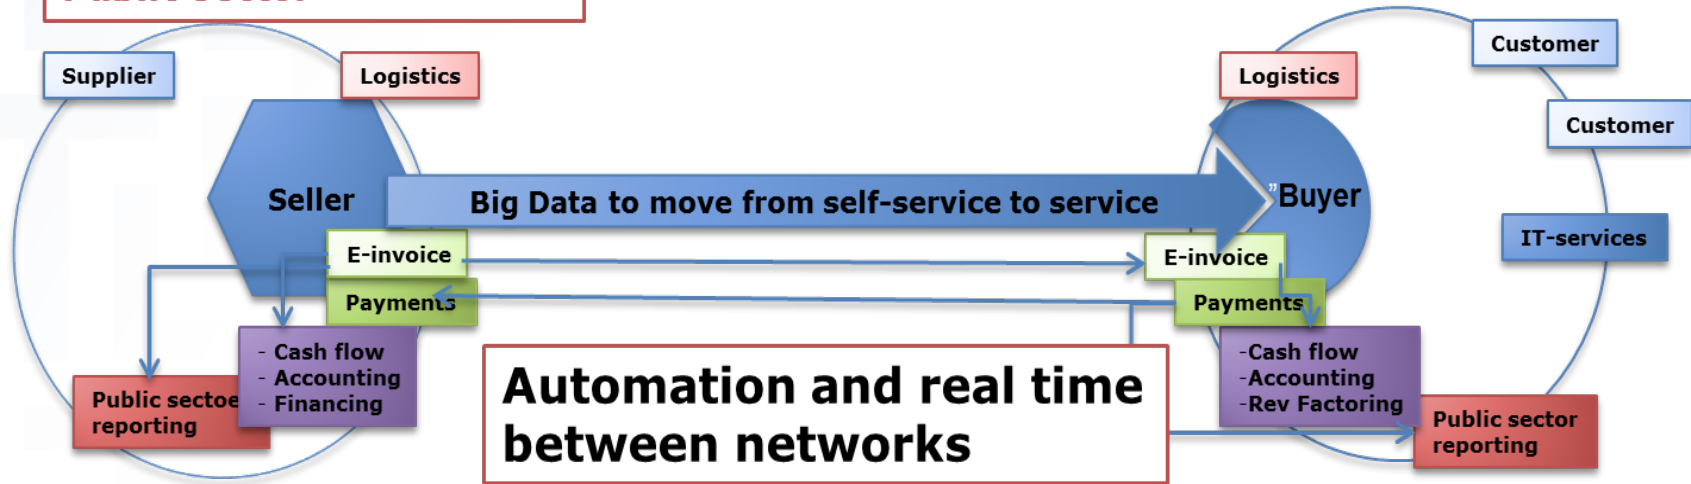 Supplier
Logistics
Logistics
Customer
Customer
Seller
Big Data to move from self-service to service
”Buyer
IT-services
E-invoice
E-invoice
Payments
Payments
- Cash flow
- Accounting
- Financing
Public sectoe
reporting
Automation and real time
between networks
-Cash flow
-Accounting
-Rev Factoring
Public sector
reporting